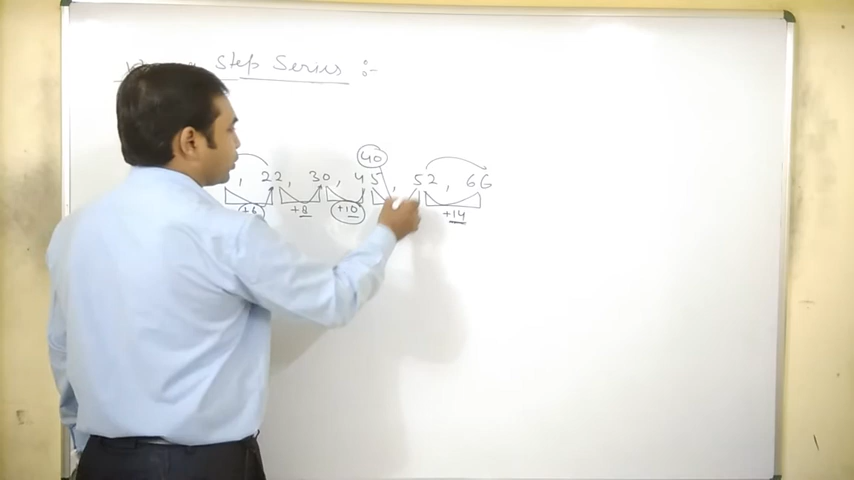 Step Series :-
40
, 22, 30, 45, 52, 66
+6 +8 +10 +14